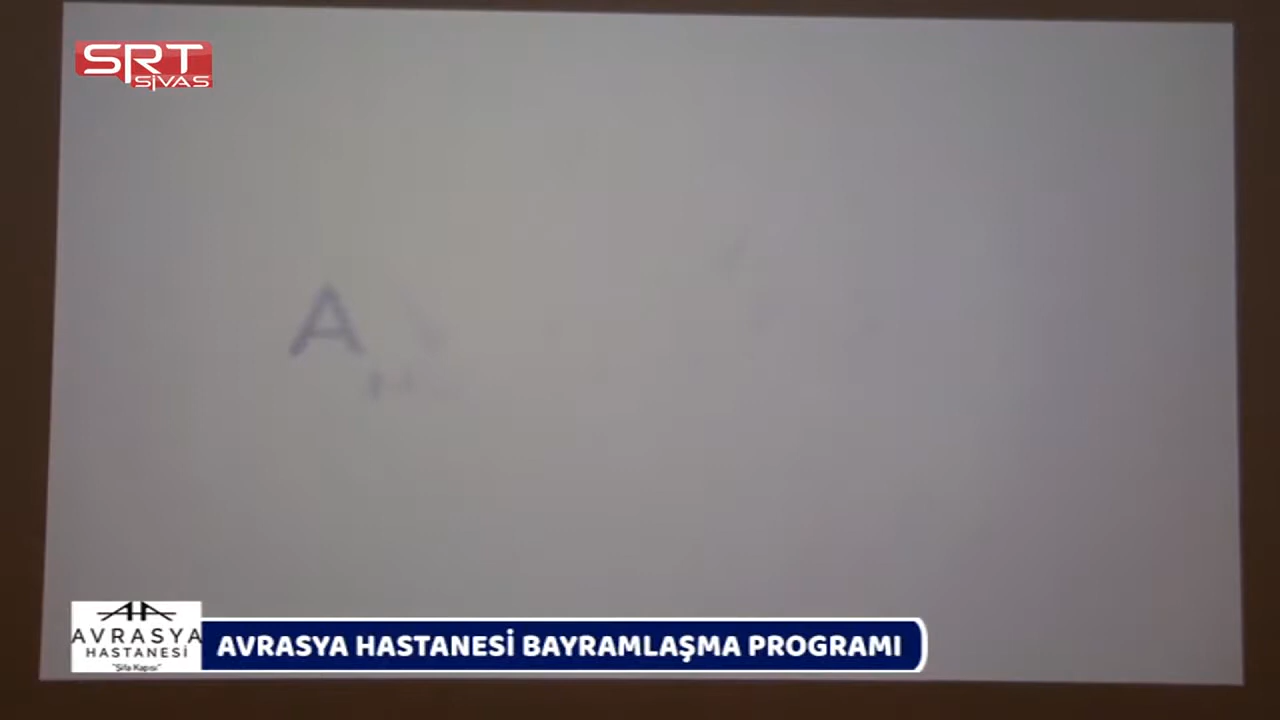 SRT
SİVAS
A
AVRASYA
HASTANESİ
"Şifa Kapısı"
AVRASYA HASTANESİ BAYRAMLAŞMA PROGRAMI